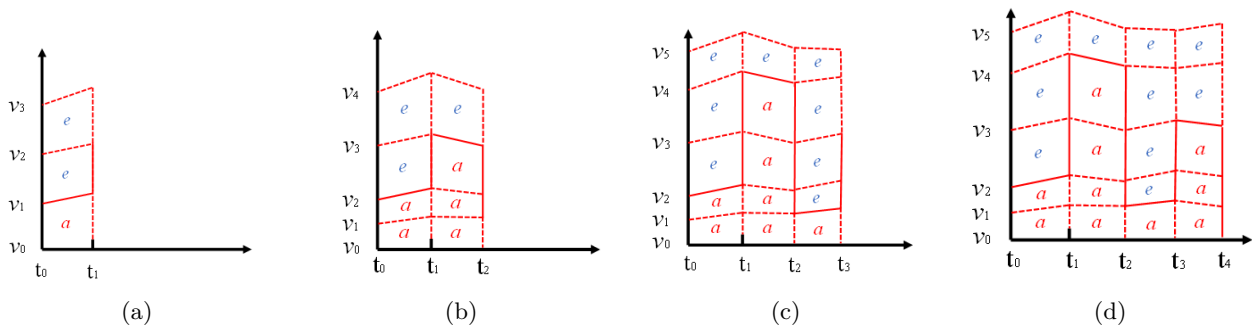 v3
e
v2
e
v1
a
v0
t0 t1
(a)
v4
e e
v3
e a
v2
a a
v1
a a
v0
t0 t1 t2
(b)
v5
e e e
v4
e a e
v3
e a e
v2
a a e
v1
a a a
v0
t0 t1 t2 t3
(c)
v5
e e e e
v4
e a e e
v3
e a e a
v2
a a e a
v1
a a a a
v0
t0 t1 t2 t3 t4
(d)